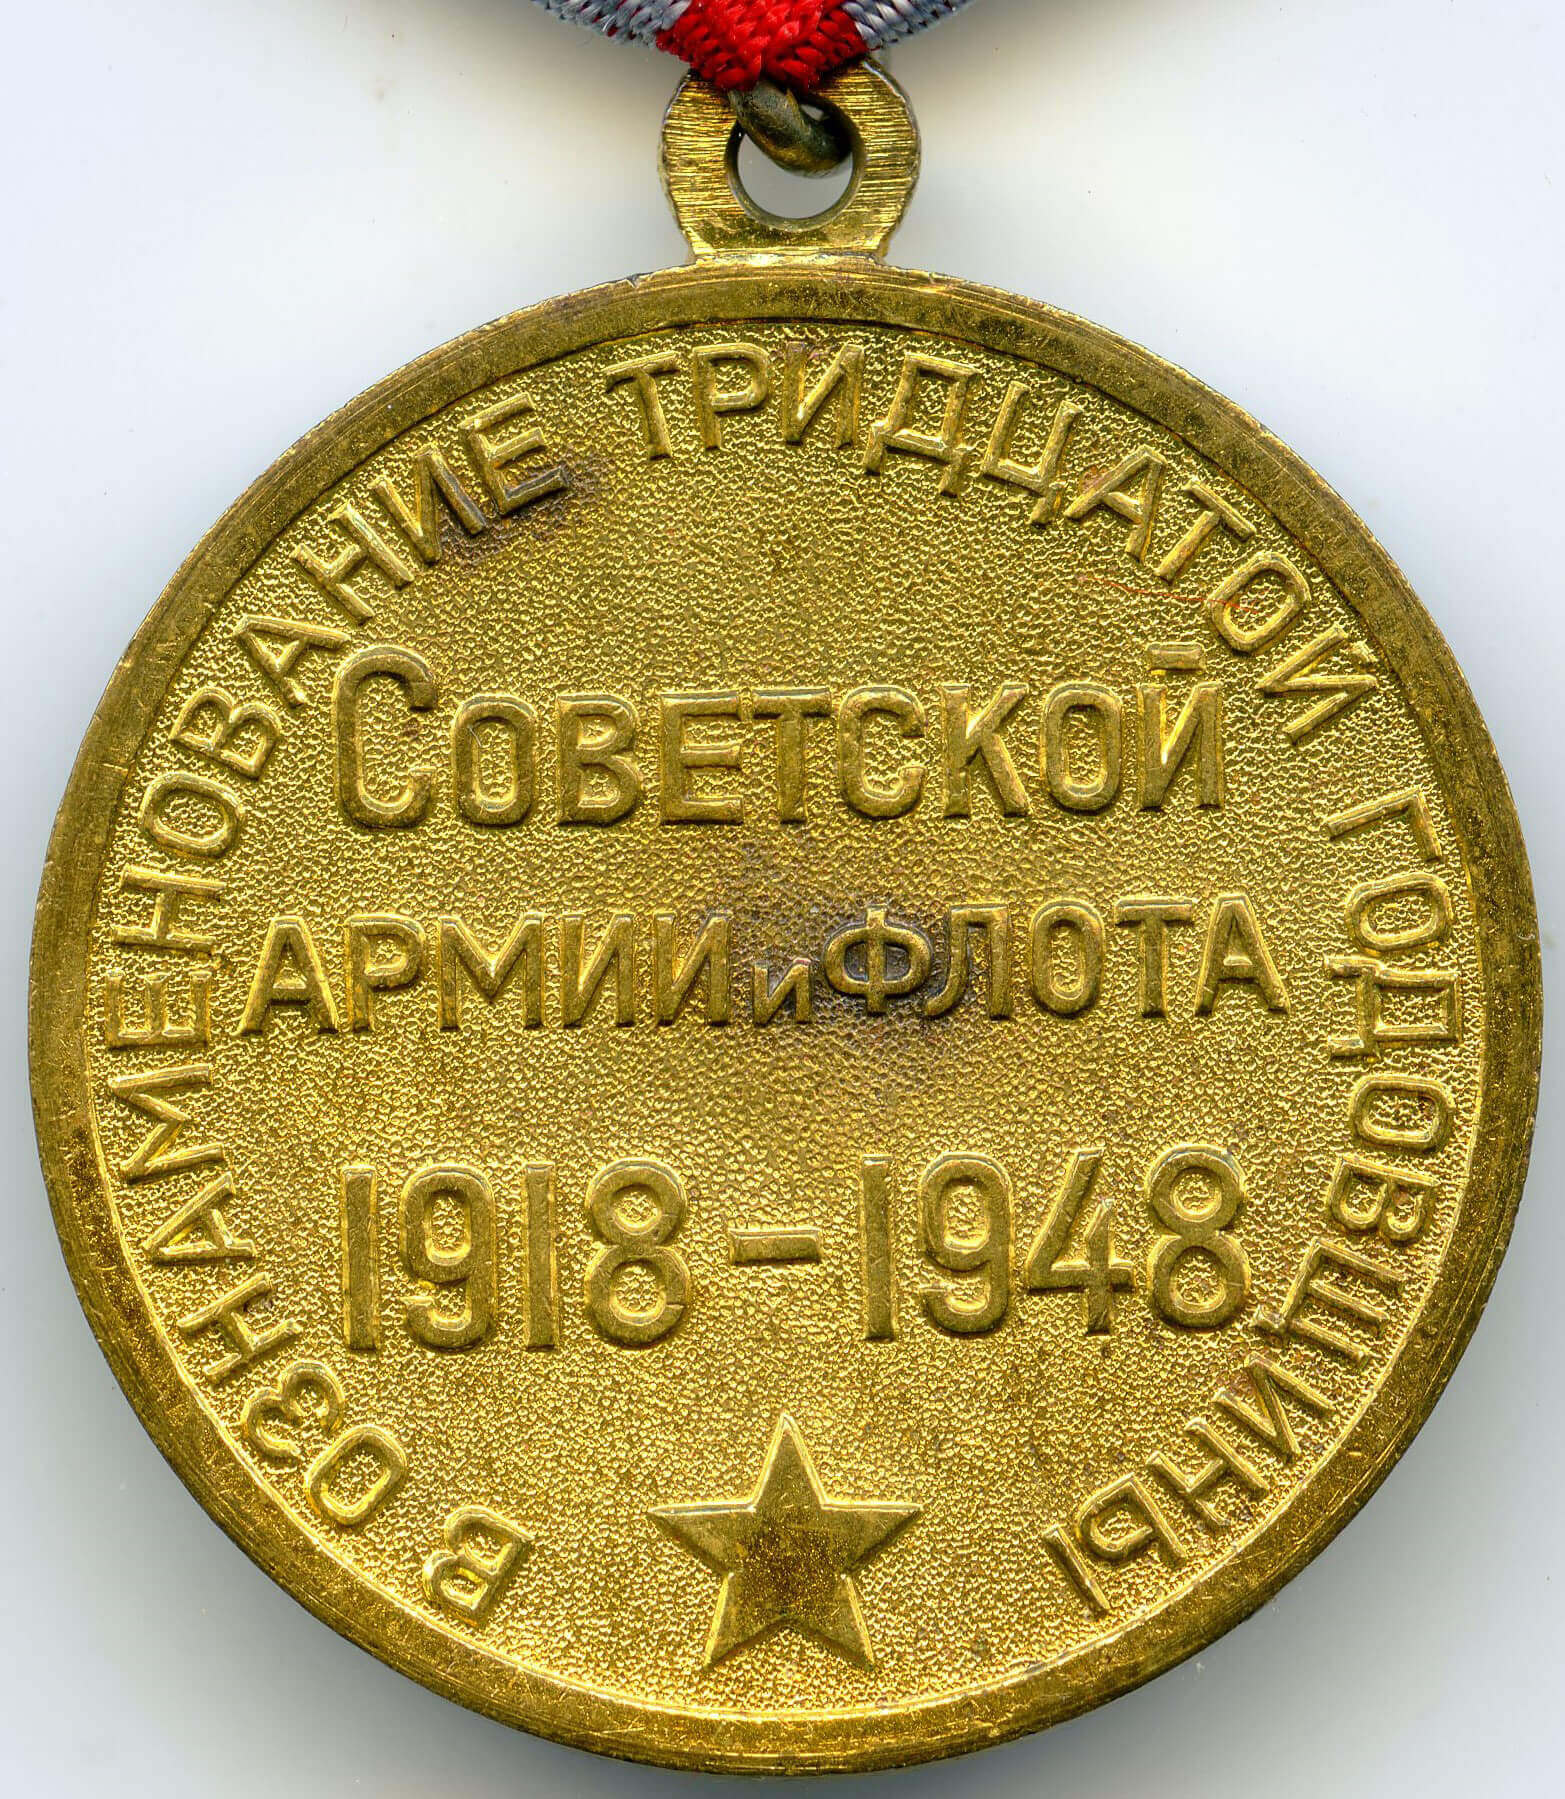 В ОЗНАМЕНОВАНИЕ ТРИДЦАТОЙ ГОДОВЩИНЫ
СОВЕТСКОЙ
АРМИИ и ФЛОТА
1918-1948